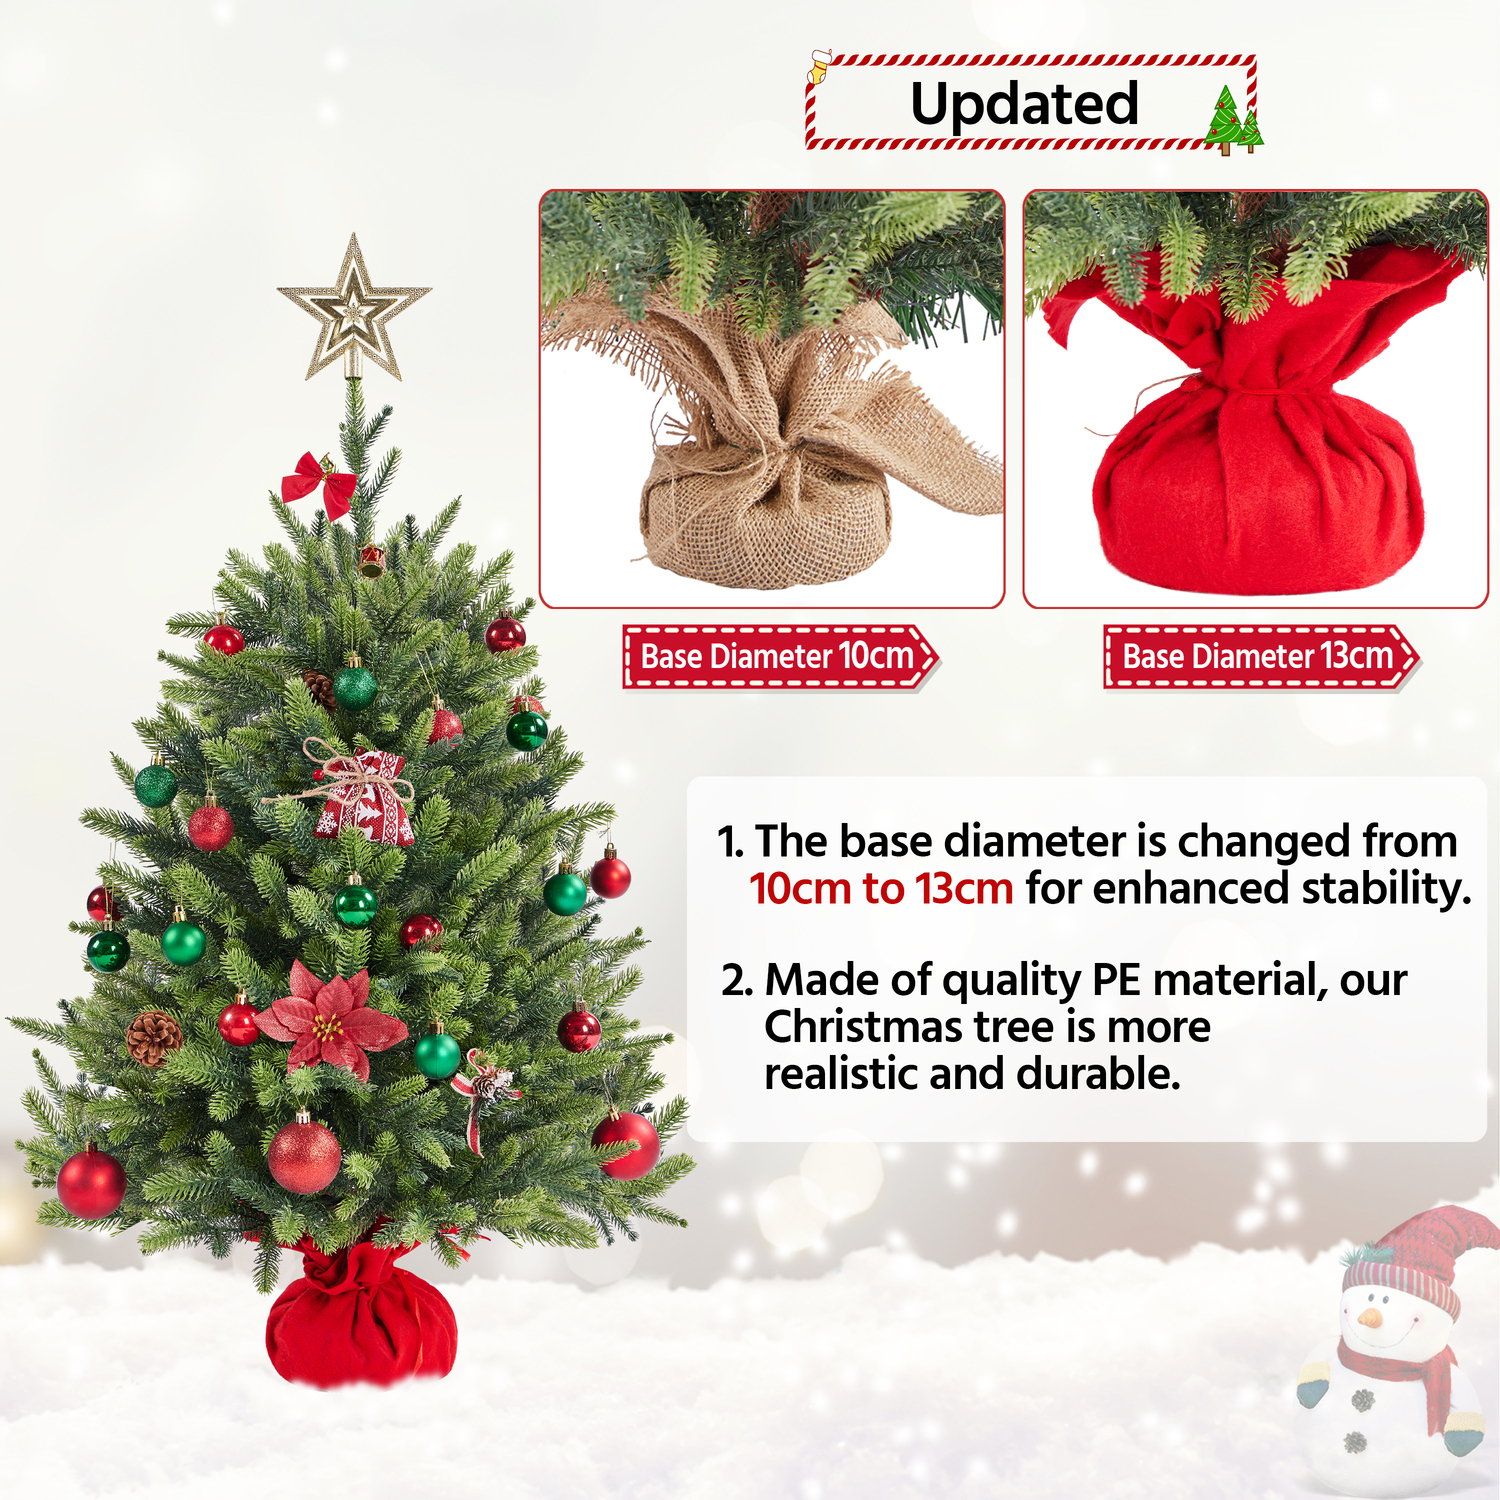 Updated
Base Diameter 10cm
Base Diameter 13cm
1. The base diameter is changed from
10cm to 13cm for enhanced stability.
2. Made of quality PE material, our
Christmas tree is more
realistic and durable.